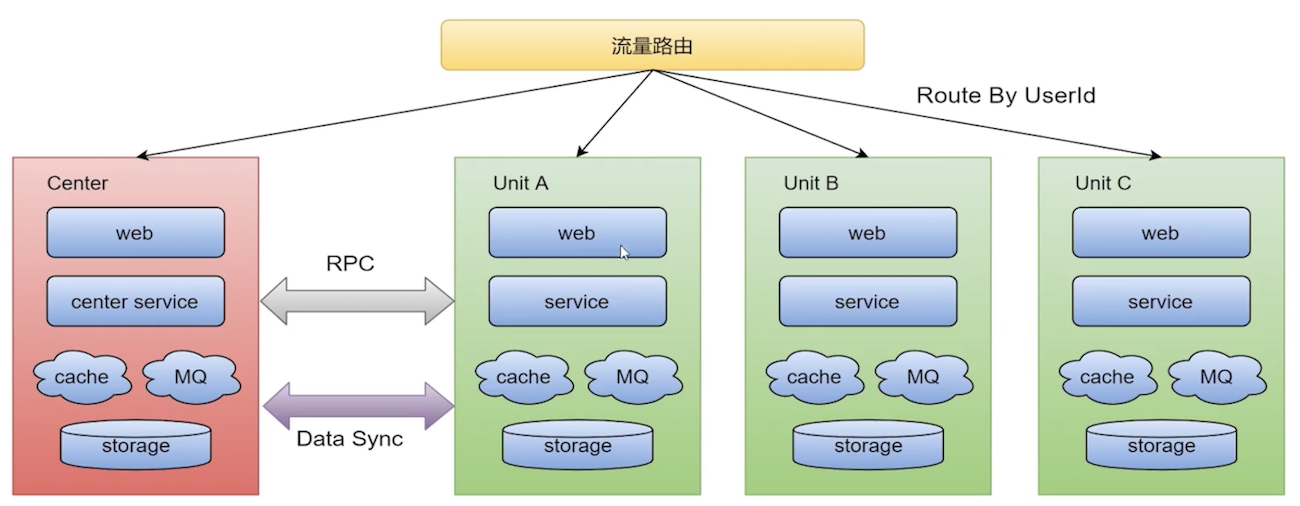 流量路由
Route By UserId
Center
web
center service
cache
MQ
storage
RPC
Data Sync
Unit A
web
service
cache
MQ
storage
Unit B
web
service
cache
MQ
storage
Unit C
web
service
cache
MQ
storage